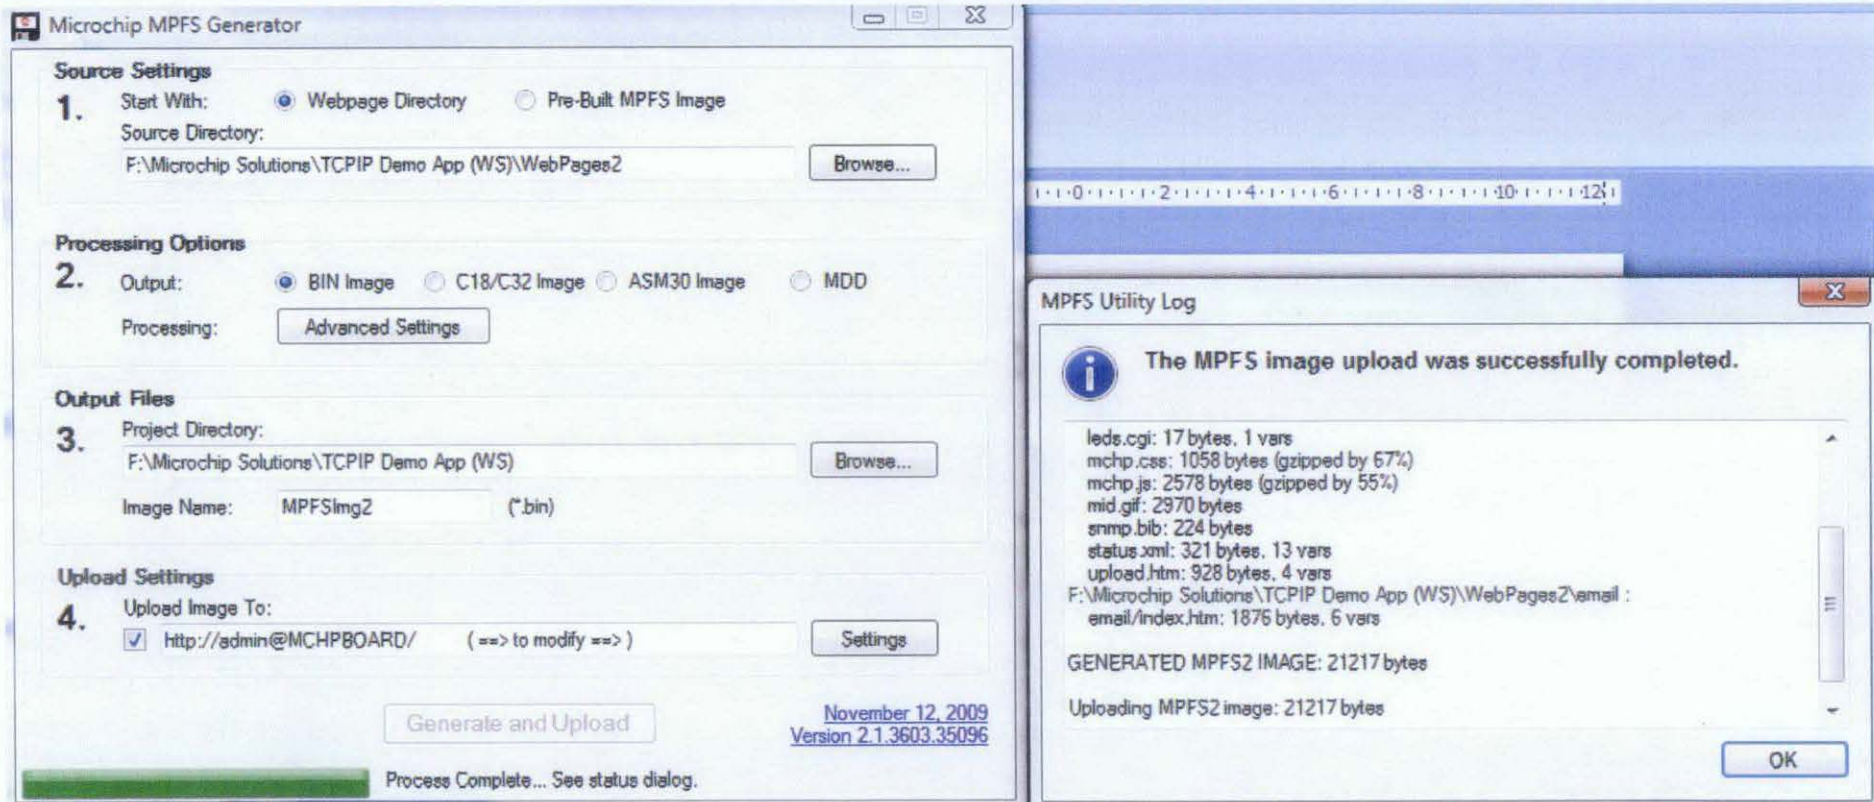 Microchip MPFS Generator
Source Settings
1.
Start With: Webpage Directory Pre-Built MPFS Image
Source Directory:
F:\Microchip Solutions\TCPIP Demo App (WS)\WebPages2 Browse...
Processing Options
2.
Output: BIN Image C18/C32 Image ASM30 Image MDD
Processing: Advanced Settings
Output Files
3.
Project Directory:
F:\Microchip Solutions\TCPIP Demo App (WS) Browse...
Image Name: MPFSImg2 (*.bin)
Upload Settings
4.
Upload Image To:
http://admin@MCHPBOARD/ ( ==> to modify ==> ) Settings
Generate and Upload
November 12, 2009
Version 2.1.3603.35096
Process Complete... See status dialog.
0 2 4 6 8 10 12
MPFS Utility Log
The MPFS image upload was successfully completed.
leds.cgi: 17 bytes, 1 vars
mchp.css: 1058 bytes (gzipped by 67%)
mchp.js: 2578 bytes (gzipped by 55%)
mid.gif: 2970 bytes
snmp.bib: 224 bytes
status.xml: 321 bytes, 13 vars
upload.htm: 928 bytes, 4 vars
F:\Microchip Solutions\TCPIP Demo App (WS)\WebPages2\email :
email/index.htm: 1876 bytes, 6 vars
GENERATED MPFS2 IMAGE: 21217 bytes
Uploading MPFS2 image: 21217 bytes
OK